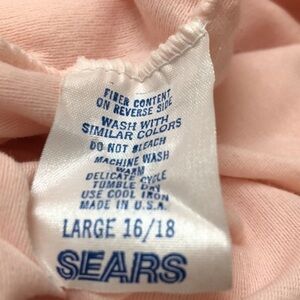 FIBER CONTENT
ON REVERSE SIDE
WASH WITH
SIMILAR COLORS
DO NOT BLEACH
MACHINE WASH
WARM
DELICATE CYCLE
TUMBLE DRY
USE COOL IRON
MADE IN U.S.A.
LARGE 16/18
SEARS